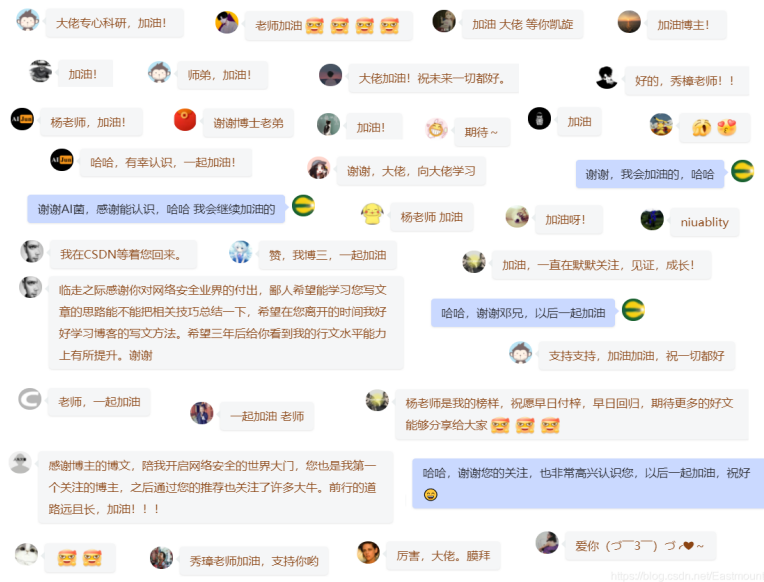 大佬专心科研，加油！
老师加油
加油 大佬 等你凯旋
加油博主！
加油！
师弟，加油！
大佬加油！祝未来一切都好。
好的，秀璋老师！！
杨老师，加油！
谢谢博士老弟
加油！
期待～
加油
哈哈，有幸认识，一起加油！
谢谢，大佬，向大佬学习
谢谢，我会加油的，哈哈
谢谢AI菌，感谢能认识，哈哈 我会继续加油的
杨老师 加油
加油呀！
niuablity
我在CSDN等着您回来。
赞，我博三，一起加油
加油，一直在默默关注，见证，成长！
临走之际感谢你对网络安全业界的付出，鄙人希望能学习您写文
章的思路能不能把相关技巧总结一下，希望在您离开的时间我好
好学习博客的写文方法。希望三年后给你看到我的行文水平能力
上有所提升。谢谢
哈哈，谢谢邓兄，以后一起加油
支持支持，加油加油，祝一切都好
老师，一起加油
一起加油 老师
杨老师是我的榜样，祝愿早日付梓，早日回归，期待更多的好文
能够分享给大家
感谢博主的博文，陪我开启网络安全的世界大门，您也是我第一
个关注的博主，之后通过您的推荐也关注了许多大牛。前行的道
路远且长，加油！！！
哈哈，谢谢您的关注，也非常高兴认识您，以后一起加油，祝好
秀璋老师加油，支持你哟
厉害，大佬。膜拜
爱你（づ￣3￣）づ╭❤～
https://blog.csdn.net/Eastmount